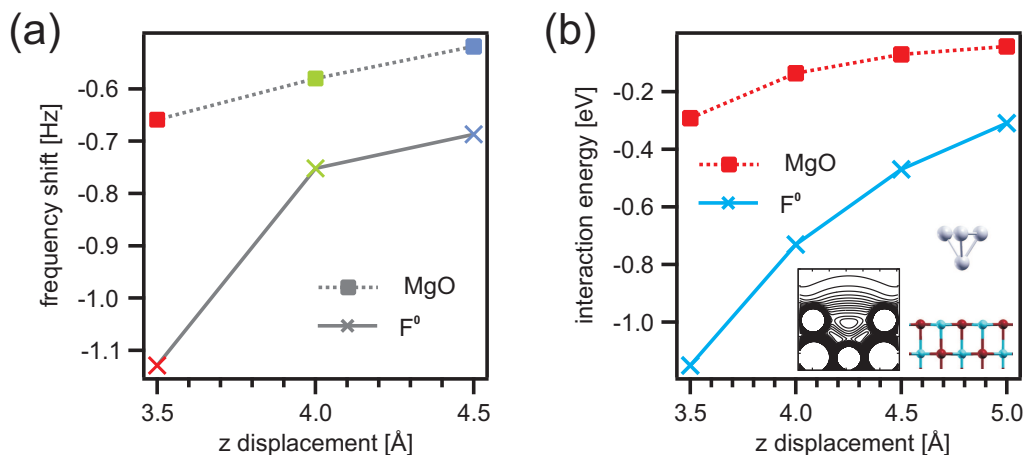 (a)
frequency shift [Hz]
-0.6
-0.7
-0.8
-0.9
-1.0
-1.1
MgO
F⁰
3.5
4.0
4.5
z displacement [Å]
(b)
interaction energy [eV]
-0.2
-0.4
-0.6
-0.8
-1.0
MgO
F⁰
3.5
4.0
4.5
5.0
z displacement [Å]